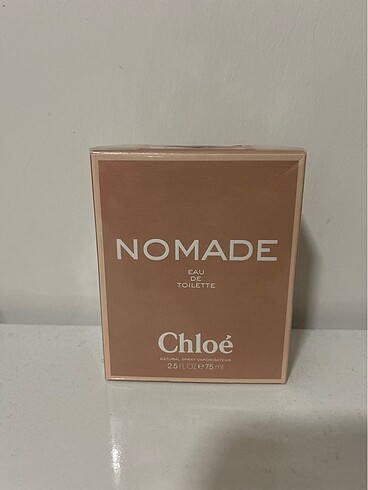 NOMADE
EAU
DE
TOILETTE
Chloé
NATURAL SPRAY VAPORISATEUR
2.5 FL.OZ ℮ 75 ml